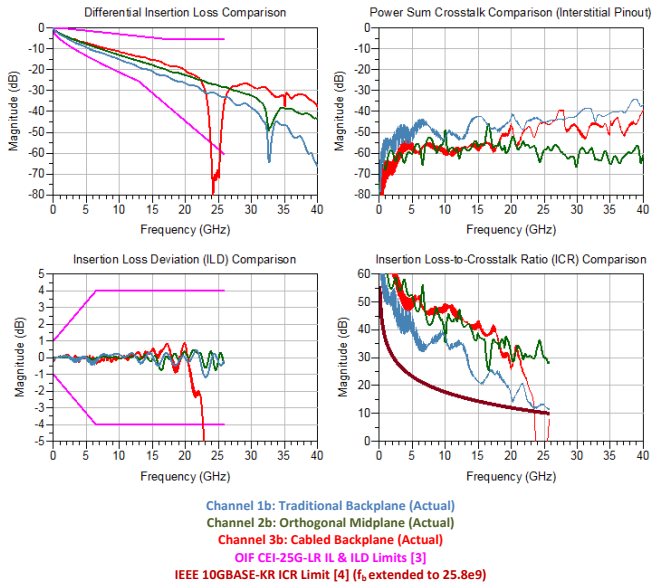 Differential Insertion Loss Comparison
Magnitude (dB)
0
-10
-20
-30
-40
-50
-60
-70
-80
0 5 10 15 20 25 30 35 40
Frequency (GHz)
Power Sum Crosstalk Comparison (Interstitial Pinout)
Magnitude (dB)
0
-10
-20
-30
-40
-50
-60
-70
-80
0 5 10 15 20 25 30 35 40
Frequency (GHz)
Insertion Loss Deviation (ILD) Comparison
Magnitude (dB)
5
4
3
2
1
0
-1
-2
-3
-4
-5
0 5 10 15 20 25 30 35 40
Frequency (GHz)
Insertion Loss-to-Crosstalk Ratio (ICR) Comparison
Magnitude (dB)
60
50
40
30
20
10
0
0 5 10 15 20 25 30 35 40
Frequency (GHz)
Channel 1b: Traditional Backplane (Actual)
Channel 2b: Orthogonal Midplane (Actual)
Channel 3b: Cabled Backplane (Actual)
OIF CEI-25G-LR IL & ILD Limits [3]
IEEE 10GBASE-KR ICR Limit [4] (fb extended to 25.8e9)